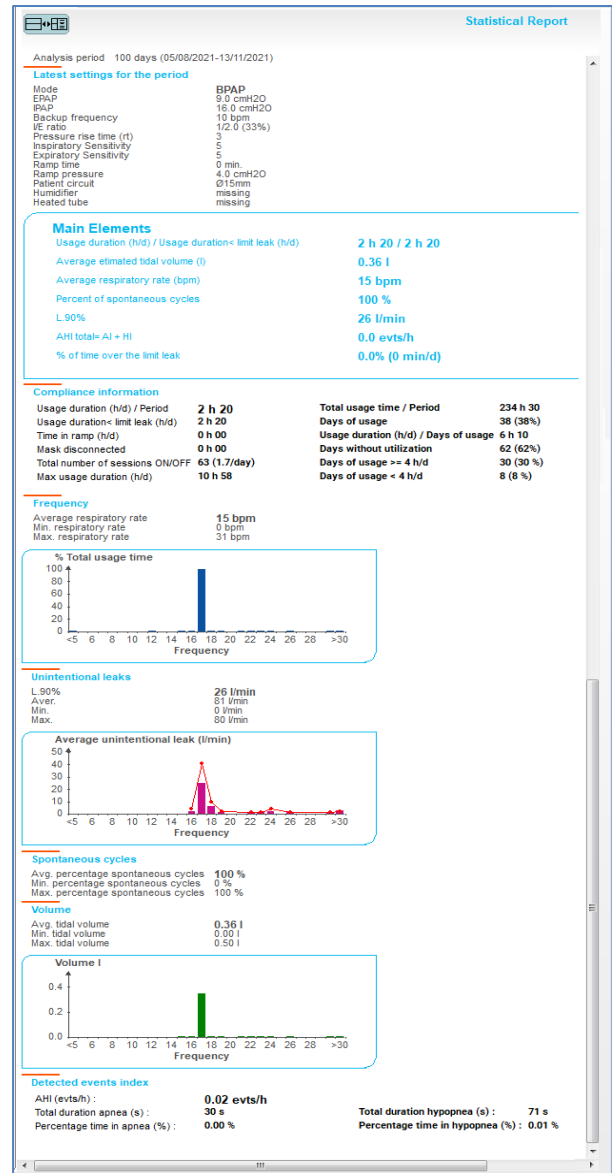 Statistical Report
Analysis period 100 days (05/08/2021-13/11/2021)
Latest settings for the period
Mode BPAP
EPAP 9.0 cmH2O
IPAP 16.0 cmH2O
Backup frequency 10 bpm
I/E ratio 1/2.0 (33%)
Pressure rise time (rt) 3
Inspiratory Sensitivity 5
Expiratory Sensitivity 5
Ramp time 0 min.
Ramp pressure 4.0 cmH2O
Patient circuit Ø15mm
Humidifier missing
Heated tube missing
Main Elements
Usage duration (h/d) / Usage duration< limit leak (h/d) 2 h 20 / 2 h 20
Average etimated tidal volume (l) 0.36 l
Average respiratory rate (bpm) 15 bpm
Percent of spontaneous cycles 100 %
L.90% 26 l/min
AHI total= AI + HI 0.0 evts/h
% of time over the limit leak 0.0% (0 min/d)
Compliance information
Usage duration (h/d) / Period 2 h 20 Total usage time / Period 234 h 30
Usage duration< limit leak (h/d) 2 h 20 Days of usage 38 (38%)
Time in ramp (h/d) 0 h 00 Usage duration (h/d) / Days of usage 6 h 10
Mask disconnected 0 h 00 Days without utilization 62 (62%)
Total number of sessions ON/OFF 63 (1.7/day) Days of usage >= 4 h/d 30 (30 %)
Max usage duration (h/d) 10 h 58 Days of usage < 4 h/d 8 (8 %)
Frequency
Average respiratory rate 15 bpm
Min. respiratory rate 0 bpm
Max. respiratory rate 31 bpm
% Total usage time
100
80
60
40
20
0
<5 6 8 10 12 14 16 18 20 22 24 26 28 >30
Frequency
Unintentional leaks
L.90% 26 l/min
Aver. 81 l/min
Min. 0 l/min
Max. 80 l/min
Average unintentional leak (l/min)
50
40
30
20
10
0
<5 6 8 10 12 14 16 18 20 22 24 26 28 >30
Frequency
Spontaneous cycles
Avg. percentage spontaneous cycles 100 %
Min. percentage spontaneous cycles 0 %
Max. percentage spontaneous cycles 100 %
Volume
Avg. tidal volume 0.36 l
Min. tidal volume 0.00 l
Max. tidal volume 0.50 l
Volume l
0.4
0.2
0.0
<5 6 8 10 12 14 16 18 20 22 24 26 28 >30
Frequency
Detected events index
AHI (evts/h) : 0.02 evts/h
Total duration apnea (s) : 30 s Total duration hypopnea (s) : 71 s
Percentage time in apnea (%) : 0.00 % Percentage time in hypopnea (%) : 0.01 %